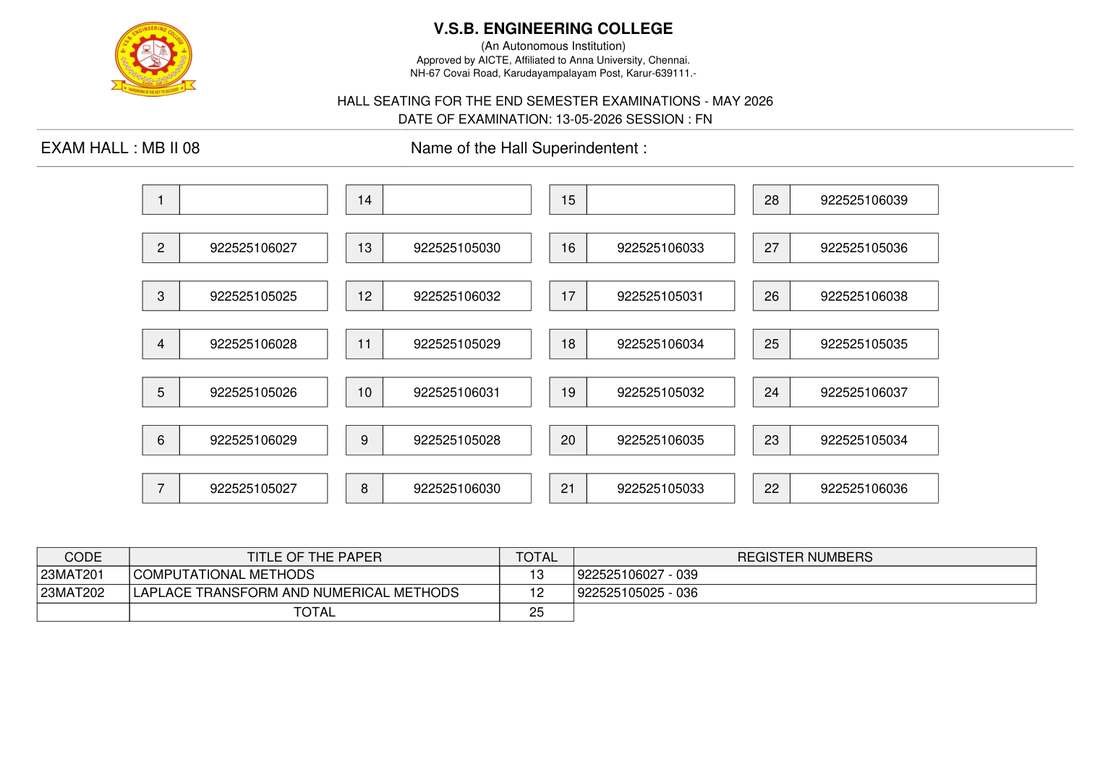 V.S.B. ENGINEERING COLLEGE
(An Autonomous Institution)
Approved by AICTE, Affiliated to Anna University, Chennai.
NH-67 Covai Road, Karudayampalayam Post, Karur-639111.-
HALL SEATING FOR THE END SEMESTER EXAMINATIONS - MAY 2026
DATE OF EXAMINATION: 13-05-2026 SESSION : FN
EXAM HALL : MB II 08 Name of the Hall Superindentent :
1 14 15 28 922525106039
2 922525106027 13 922525105030 16 922525106033 27 922525105036
3 922525105025 12 922525106032 17 922525105031 26 922525106038
4 922525106028 11 922525105029 18 922525106034 25 922525105035
5 922525105026 10 922525106031 19 922525105032 24 922525106037
6 922525106029 9 922525105028 20 922525106035 23 922525105034
7 922525105027 8 922525106030 21 922525105033 22 922525106036
CODE TITLE OF THE PAPER TOTAL REGISTER NUMBERS
23MAT201 COMPUTATIONAL METHODS 13 922525106027 - 039
23MAT202 LAPLACE TRANSFORM AND NUMERICAL METHODS 12 922525105025 - 036
TOTAL 25